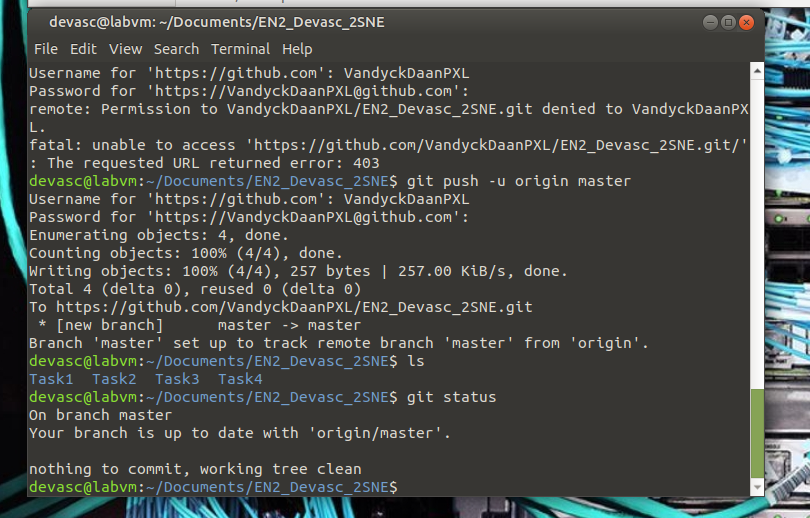 devasc@labvm: ~/Documents/EN2_Devasc_2SNE
File Edit View Search Terminal Help
Username for 'https://github.com': VandyckDaanPXL
Password for 'https://VandyckDaanPXL@github.com':
remote: Permission to VandyckDaanPXL/EN2_Devasc_2SNE.git denied to VandyckDaanPX
L.
fatal: unable to access 'https://github.com/VandyckDaanPXL/EN2_Devasc_2SNE.git/'
: The requested URL returned error: 403
devasc@labvm:~/Documents/EN2_Devasc_2SNE$ git push -u origin master
Username for 'https://github.com': VandyckDaanPXL
Password for 'https://VandyckDaanPXL@github.com':
Enumerating objects: 4, done.
Counting objects: 100% (4/4), done.
Writing objects: 100% (4/4), 257 bytes | 257.00 KiB/s, done.
Total 4 (delta 0), reused 0 (delta 0)
To https://github.com/VandyckDaanPXL/EN2_Devasc_2SNE.git
 * [new branch]      master -> master
Branch 'master' set up to track remote branch 'master' from 'origin'.
devasc@labvm:~/Documents/EN2_Devasc_2SNE$ ls
Task1  Task2  Task3  Task4
devasc@labvm:~/Documents/EN2_Devasc_2SNE$ git status
On branch master
Your branch is up to date with 'origin/master'.
nothing to commit, working tree clean
devasc@labvm:~/Documents/EN2_Devasc_2SNE$